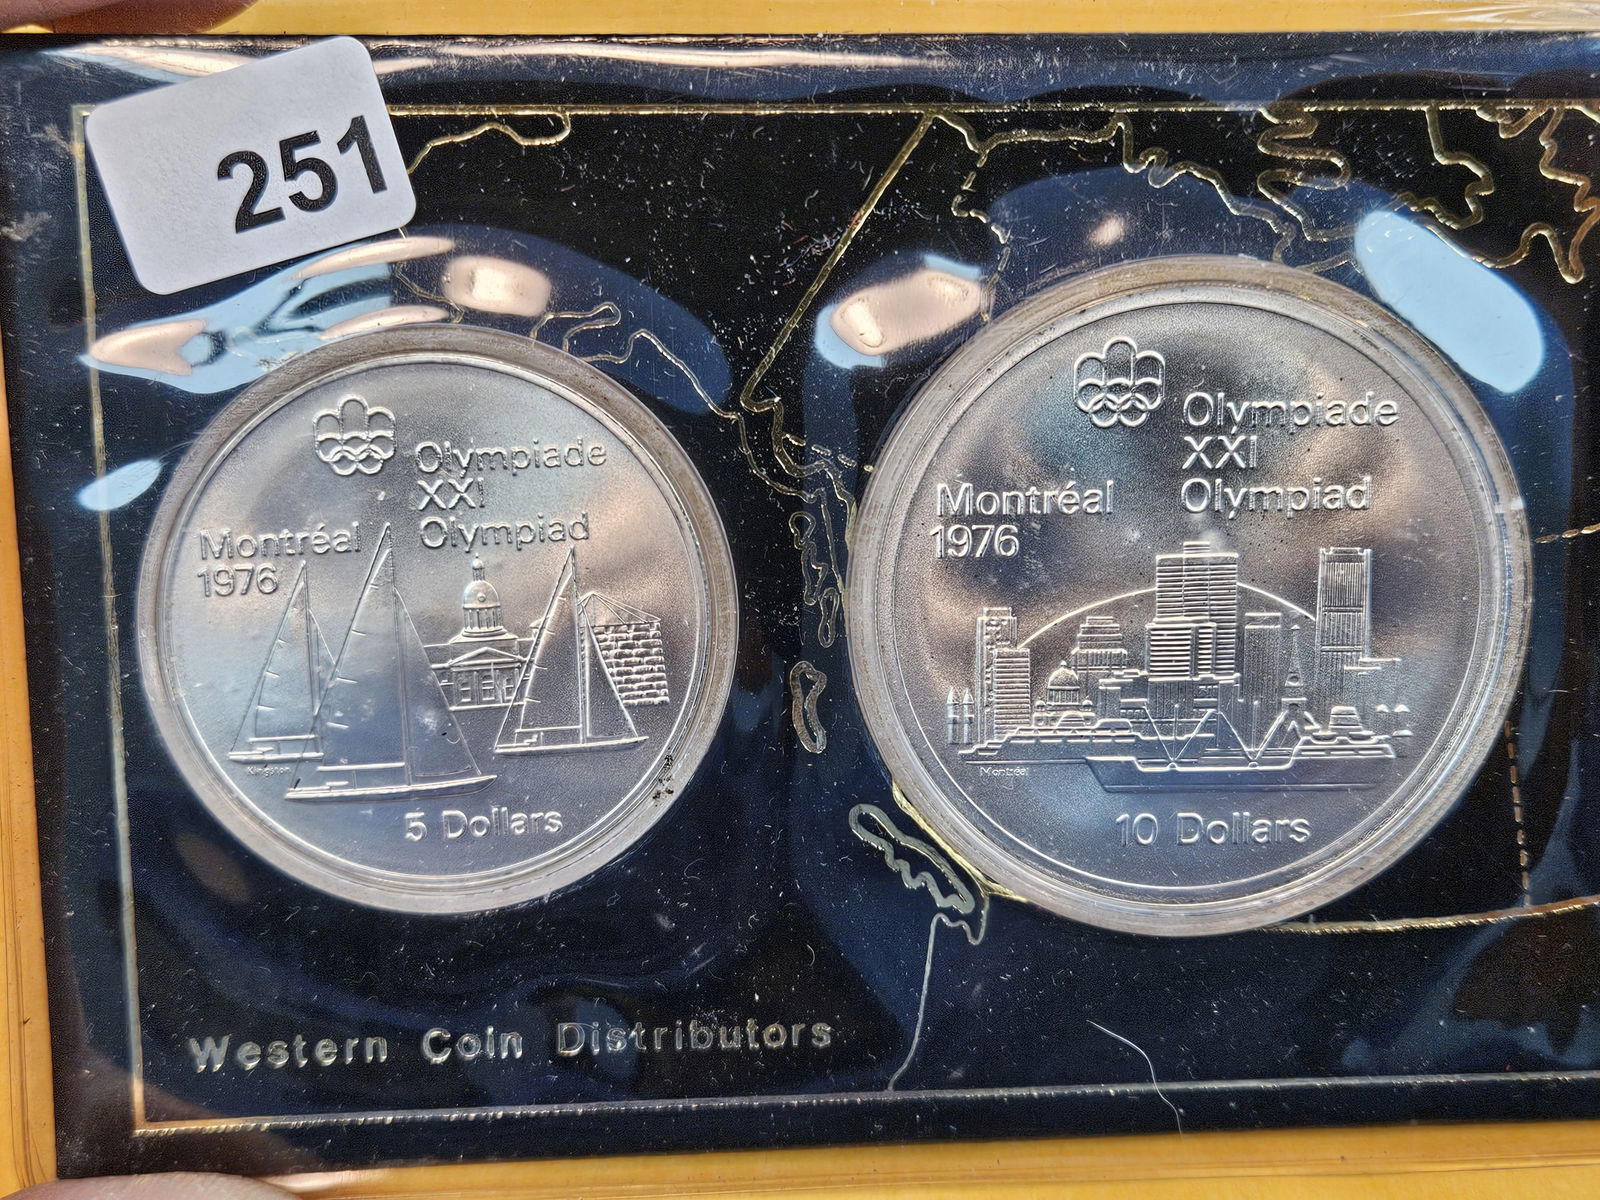 251
Olympiade
XXI
Olympiad
Montréal
1976
Kingston
5 Dollars
Olympiade
XXI
Olympiad
Montréal
1976
Montréal
10 Dollars
Western Coin Distributors